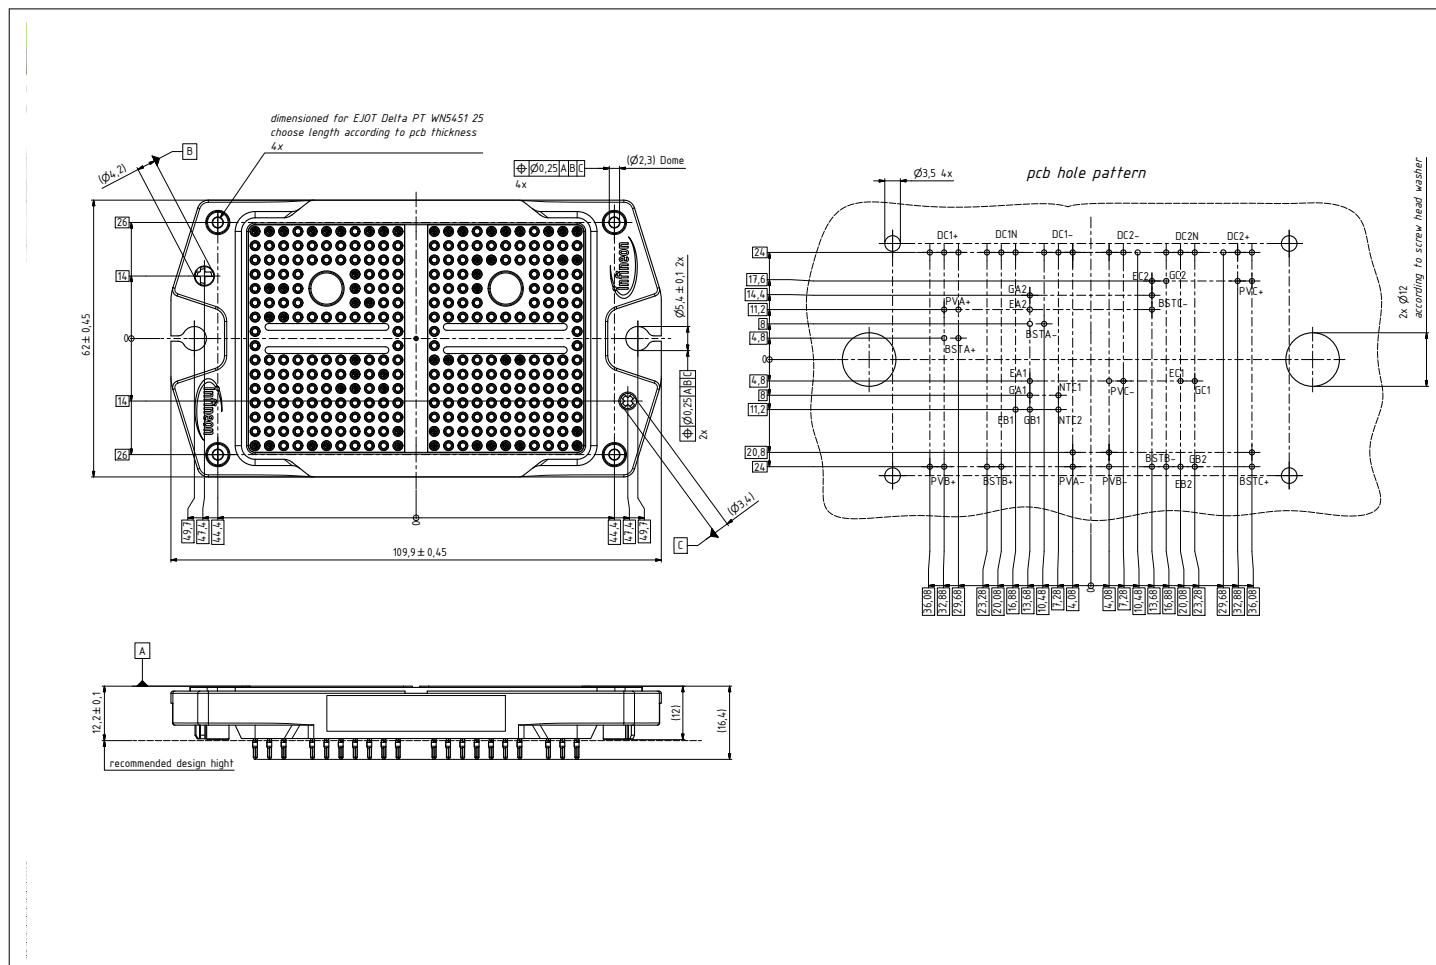 dimensioned for EJOT Delta PT WN5451 25
choose length according to pcb thickness
4x
(Ø4,2)
B
⌖ Ø0,25 A B C
4x
(Ø2,3) Dome
26
14
0
14
26
62 ± 0,45
infineon
infineon
Ø5,4 ± 0,1 2x
⌖ Ø0,25 A B C
2x
(Ø3,4)
C
49,7
47,4
44,4
0
44,4
47,4
49,7
109,9 ± 0,45
pcb hole pattern
Ø3,5 4x
2x Ø12
according to screw head washer
DC1+
DC1N
DC1-
DC2-
DC2N
DC2+
24
17,6
14,4
11,2
8
4,8
0
4,8
8
11,2
20,8
24
EC2
GC2
PVC+
GA2
PVA+
EA2
BSTC-
BSTA-
BSTA+
EA1
EC1
GA1
NTC1
PVC-
GC1
EB1
GB1
NTC2
BSTB-
GB2
PVB+
BSTB+
PVA-
PVB-
EB2
BSTC+
36,08
32,88
29,68
23,28
20,08
16,88
13,68
10,48
7,28
4,08
0
4,08
7,28
10,48
13,68
16,88
20,08
23,28
29,68
32,88
36,08
A
12,2 ± 0,1
(12)
(16,4)
recommended design hight